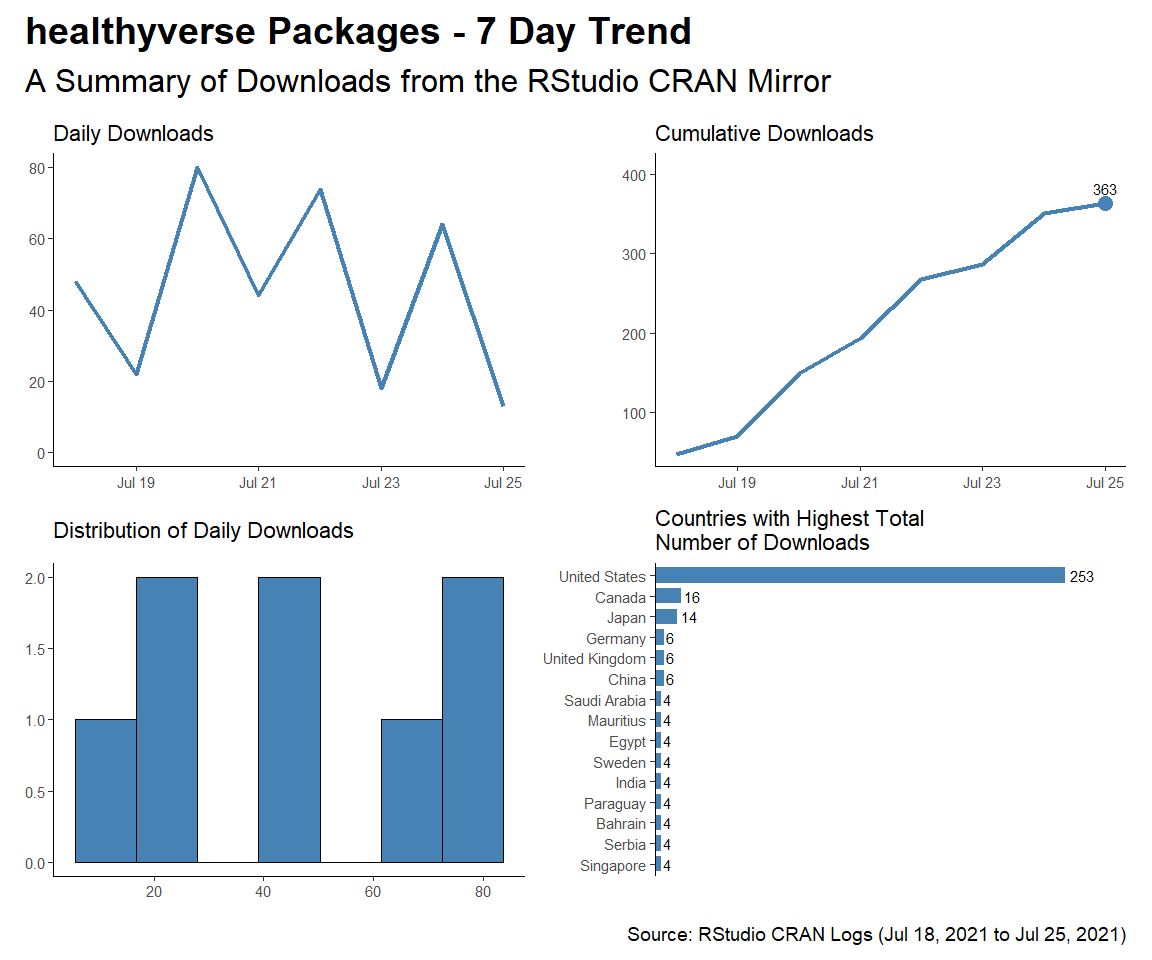 healthyverse Packages - 7 Day Trend
A Summary of Downloads from the RStudio CRAN Mirror
Daily Downloads
80
60
40
20
0
Jul 19 Jul 21 Jul 23 Jul 25
Cumulative Downloads
400
300
200
100
363
Jul 19 Jul 21 Jul 23 Jul 25
Distribution of Daily Downloads
2.0
1.5
1.0
0.5
0.0
20 40 60 80
Countries with Highest Total
Number of Downloads
United States 253
Canada 16
Japan 14
Germany 6
United Kingdom 6
China 6
Saudi Arabia 4
Mauritius 4
Egypt 4
Sweden 4
India 4
Paraguay 4
Bahrain 4
Serbia 4
Singapore 4
Source: RStudio CRAN Logs (Jul 18, 2021 to Jul 25, 2021)